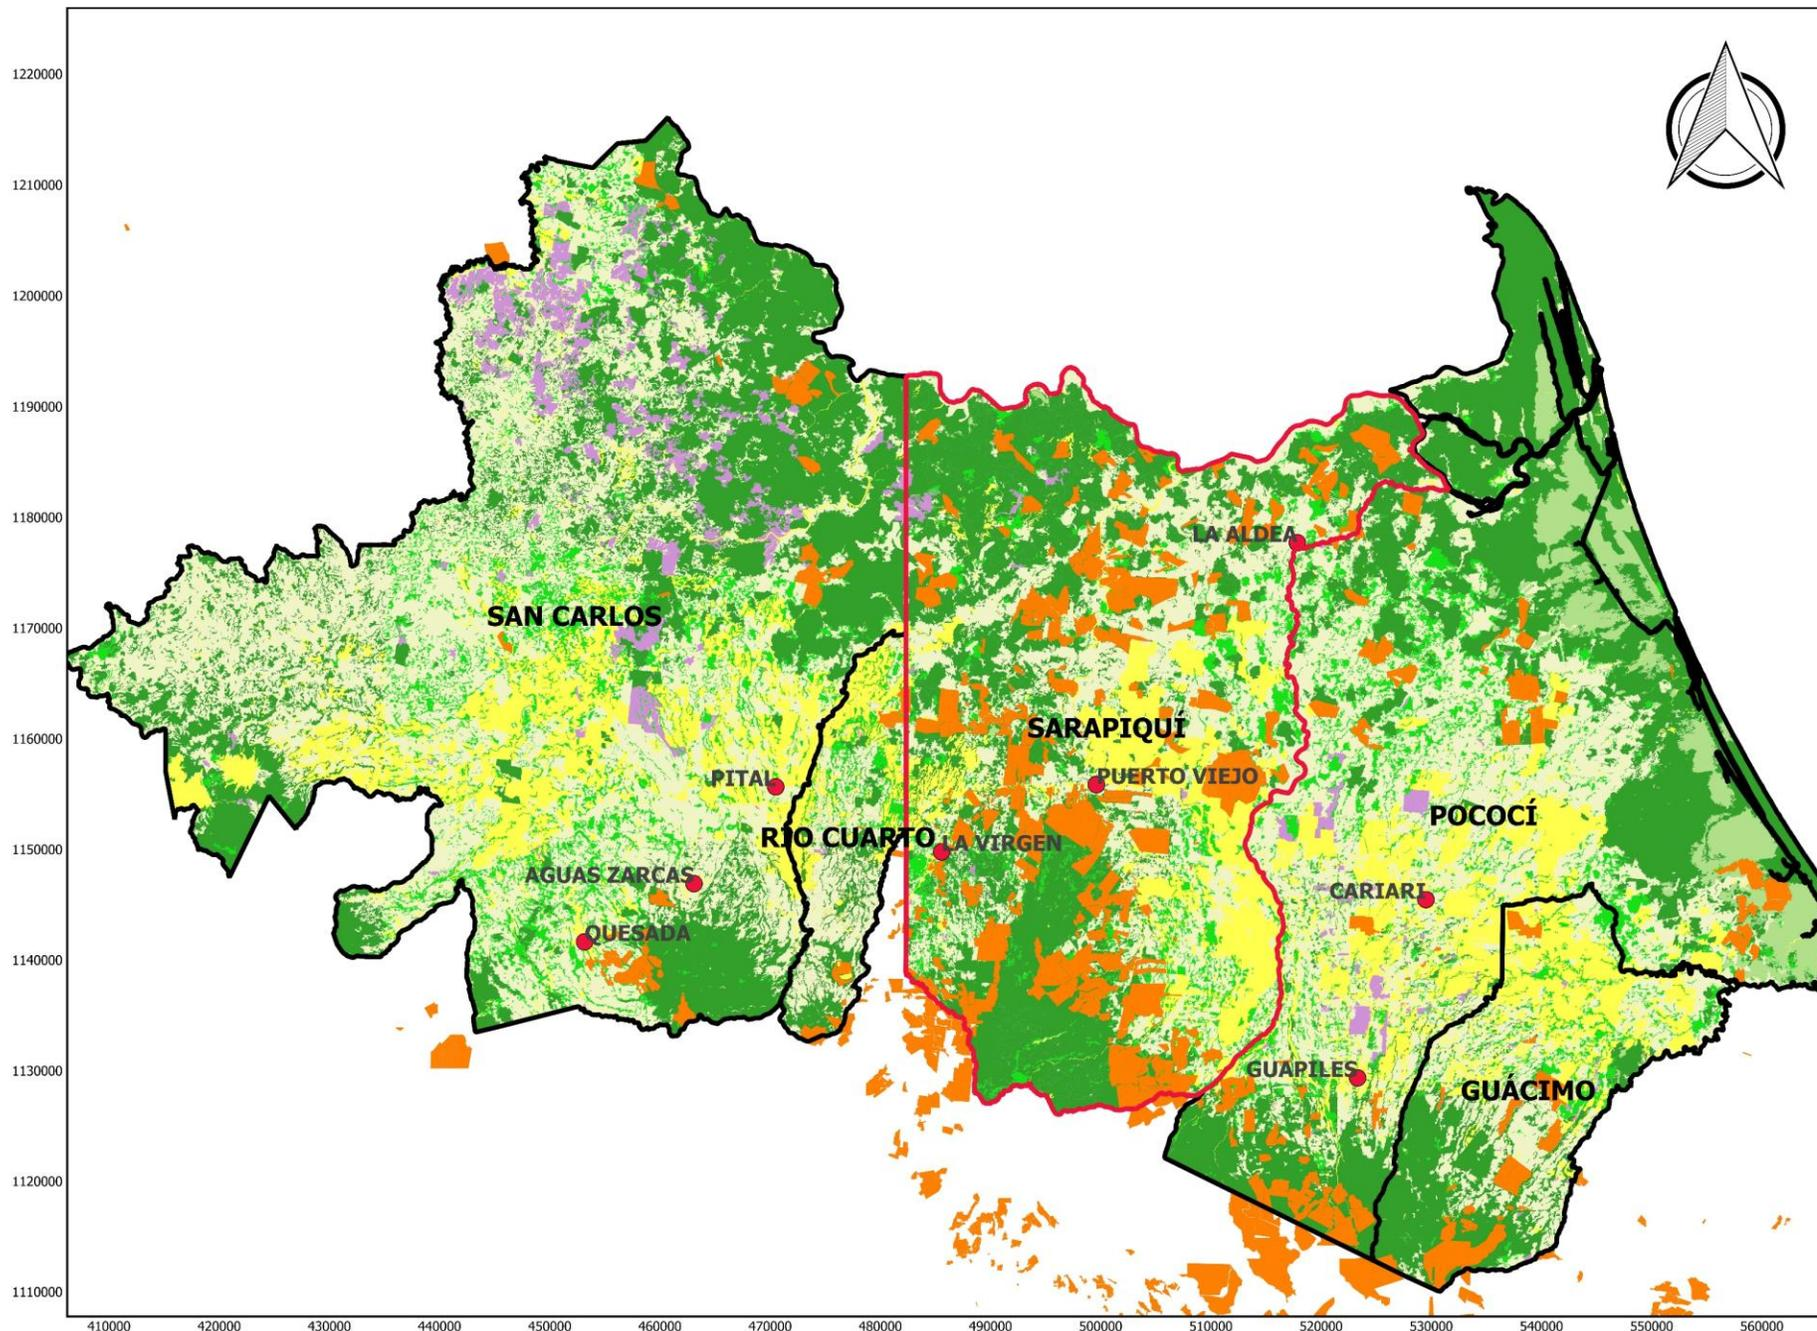 1220000
1210000
1200000
1190000
1180000
LA ALDEA
1170000
SAN CARLOS
1160000
SARAPIQUÍ
PITAL
PUERTO VIEJO
POCOCÍ
1150000
RIO CUARTO
LA VIRGEN
AGUAS ZARCAS
CARIARI
QUESADA
1140000
1130000
GUAPILES
GUÁCIMO
1120000
1110000
410000 420000 430000 440000 450000 460000 470000 480000 490000 500000 510000 520000 530000 540000 550000 560000